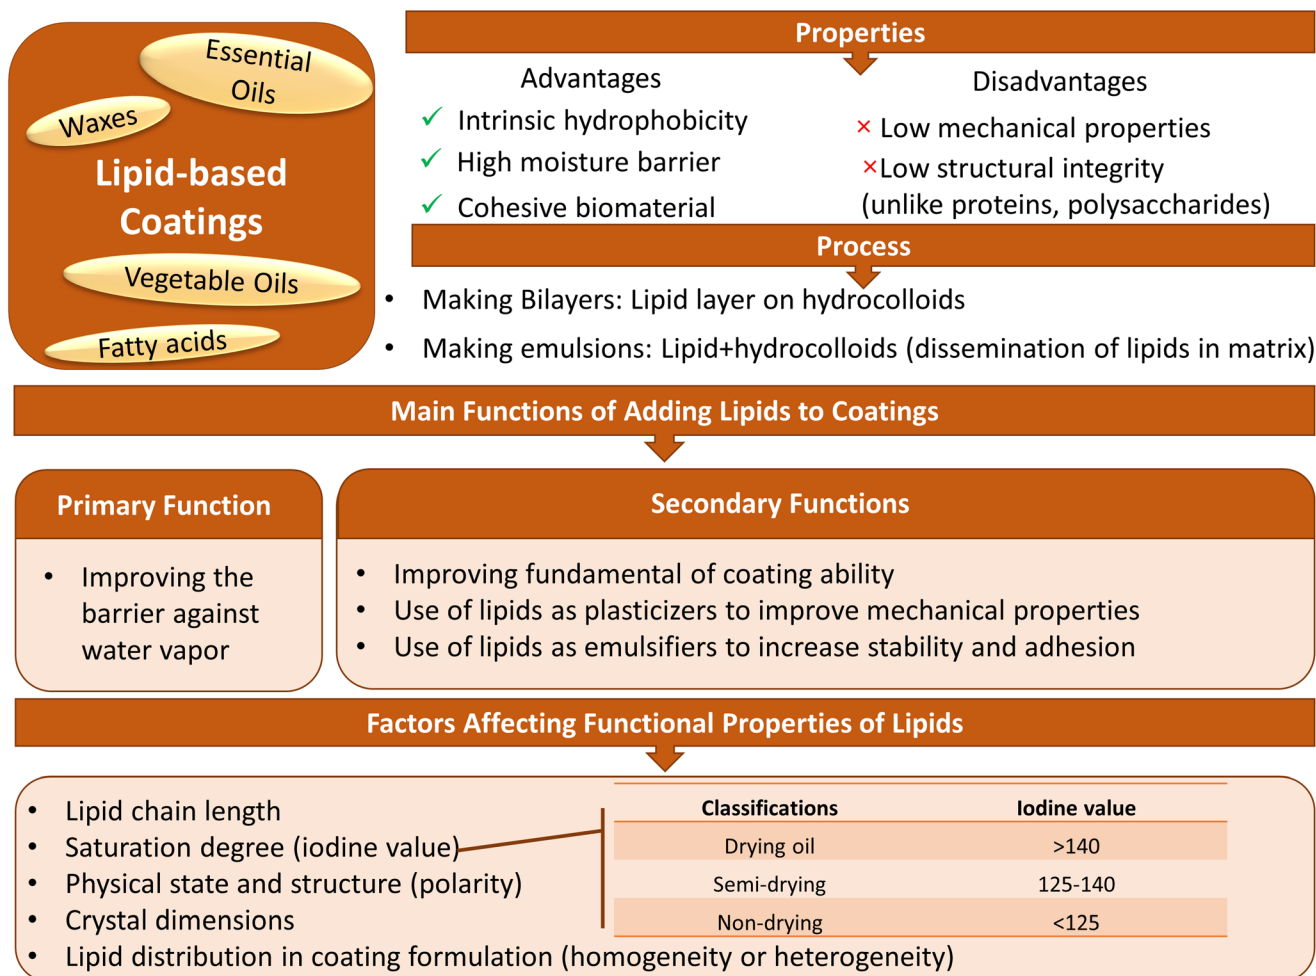 Essential
Oils
Waxes
Lipid-based
Coatings
Vegetable Oils
Fatty acids
Properties
Advantages
✓ Intrinsic hydrophobicity
✓ High moisture barrier
✓ Cohesive biomaterial
Disadvantages
× Low mechanical properties
×Low structural integrity
(unlike proteins, polysaccharides)
Process
• Making Bilayers: Lipid layer on hydrocolloids
• Making emulsions: Lipid+hydrocolloids (dissemination of lipids in matrix)
Main Functions of Adding Lipids to Coatings
Primary Function
• Improving the
barrier against
water vapor
Secondary Functions
• Improving fundamental of coating ability
• Use of lipids as plasticizers to improve mechanical properties
• Use of lipids as emulsifiers to increase stability and adhesion
Factors Affecting Functional Properties of Lipids
• Lipid chain length
• Saturation degree (iodine value)
• Physical state and structure (polarity)
• Crystal dimensions
• Lipid distribution in coating formulation (homogeneity or heterogeneity)
Classifications Iodine value
Drying oil >140
Semi-drying 125-140
Non-drying <125